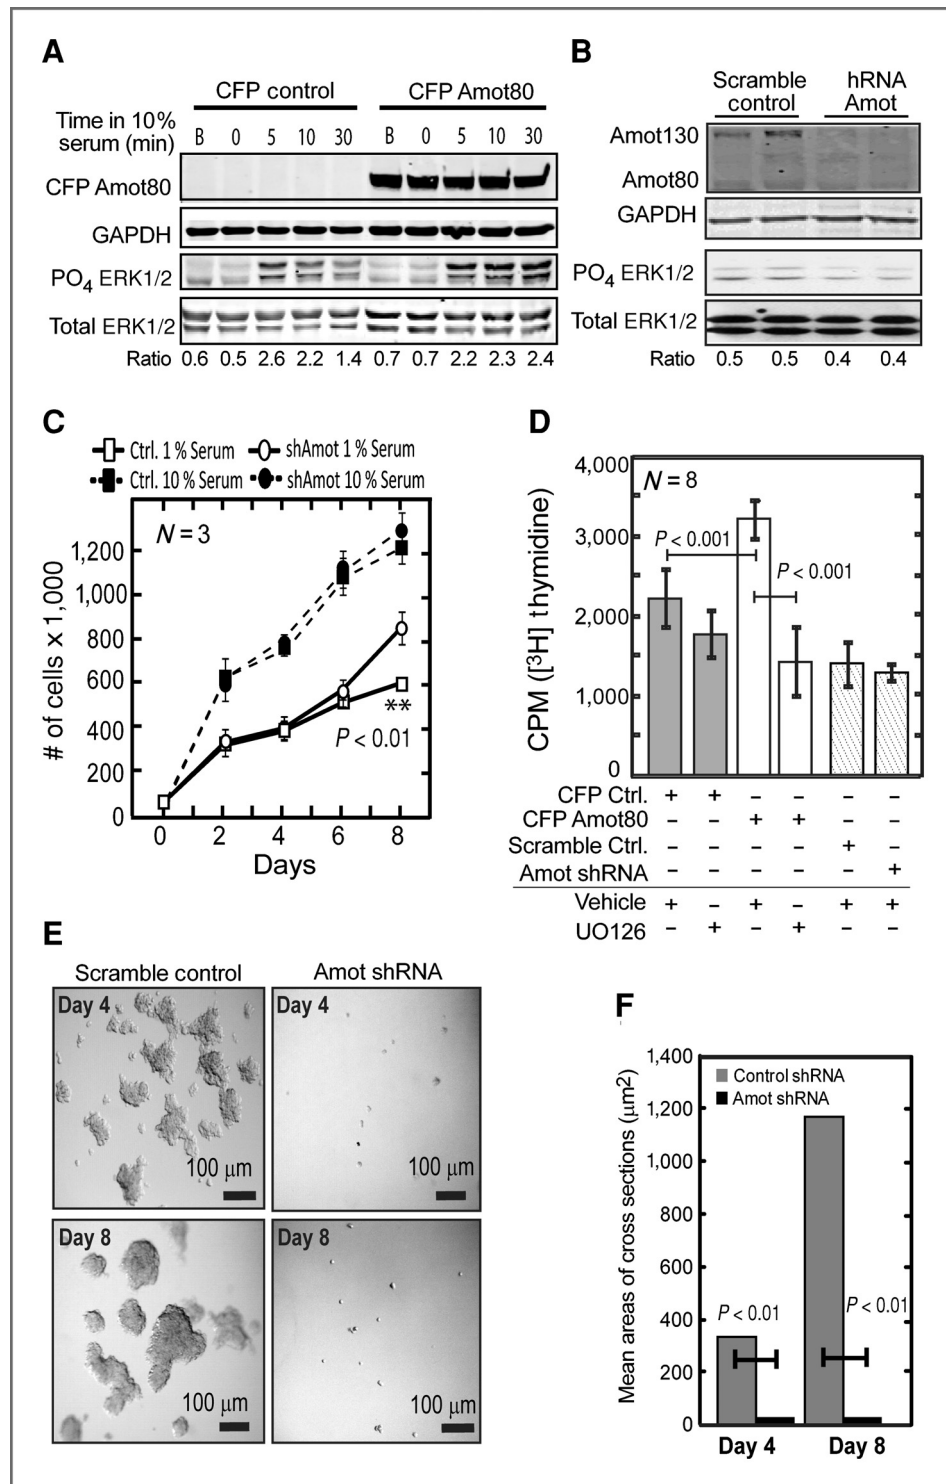 A
CFP control CFP Amot80
Time in 10% serum (min) B 0 5 10 30 B 0 5 10 30
CFP Amot80
GAPDH
PO4 ERK1/2
Total ERK1/2
Ratio 0.6 0.5 2.6 2.2 1.4 0.7 0.7 2.2 2.3 2.4
B
Scramble control hRNA Amot
Amot130
Amot80
GAPDH
PO4 ERK1/2
Total ERK1/2
Ratio 0.5 0.5 0.4 0.4
C
Ctrl. 1 % Serum shAmot 1 % Serum
Ctrl. 10 % Serum shAmot 10 % Serum
N = 3
# of cells x 1,000
1,200
1,000
800
600
400
200
0
**
P < 0.01
0 2 4 6 8
Days
D
CPM ([3H] thymidine)
4,000
3,000
2,000
1,000
0
N = 8
P < 0.001
P < 0.001
CFP Ctrl. + + – – – –
CFP Amot80 – – + + – –
Scramble Ctrl. – – – – + –
Amot shRNA – – – – – +
Vehicle + – + – + +
UO126 – + – + – –
E
Scramble control Amot shRNA
Day 4 Day 4
100 μm 100 μm
Day 8 Day 8
100 μm 100 μm
F
Mean areas of cross sections (μm2)
1,400
1,200
1,000
800
600
400
200
0
Control shRNA
Amot shRNA
P < 0.01
P < 0.01
Day 4 Day 8